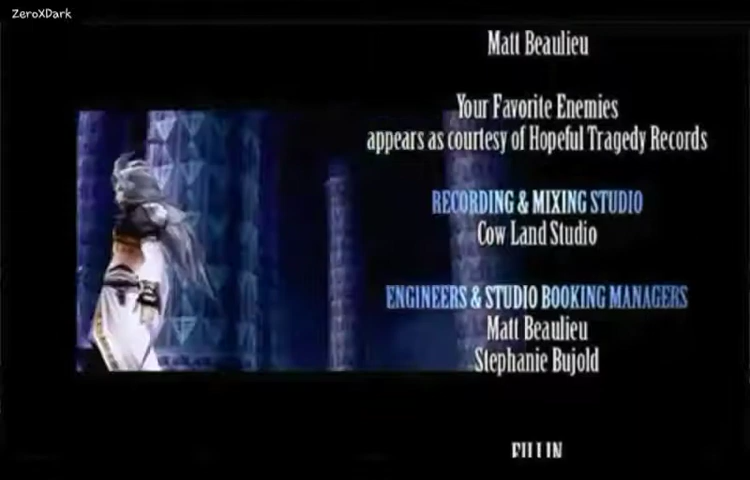 ZeroXDark
Matt Beaulieu
Your Favorite Enemies
appears as courtesy of Hopeful Tragedy Records
RECORDING & MIXING STUDIO
Cow Land Studio
ENGINEERS & STUDIO BOOKING MANAGERS
Matt Beaulieu
Stephanie Bujold